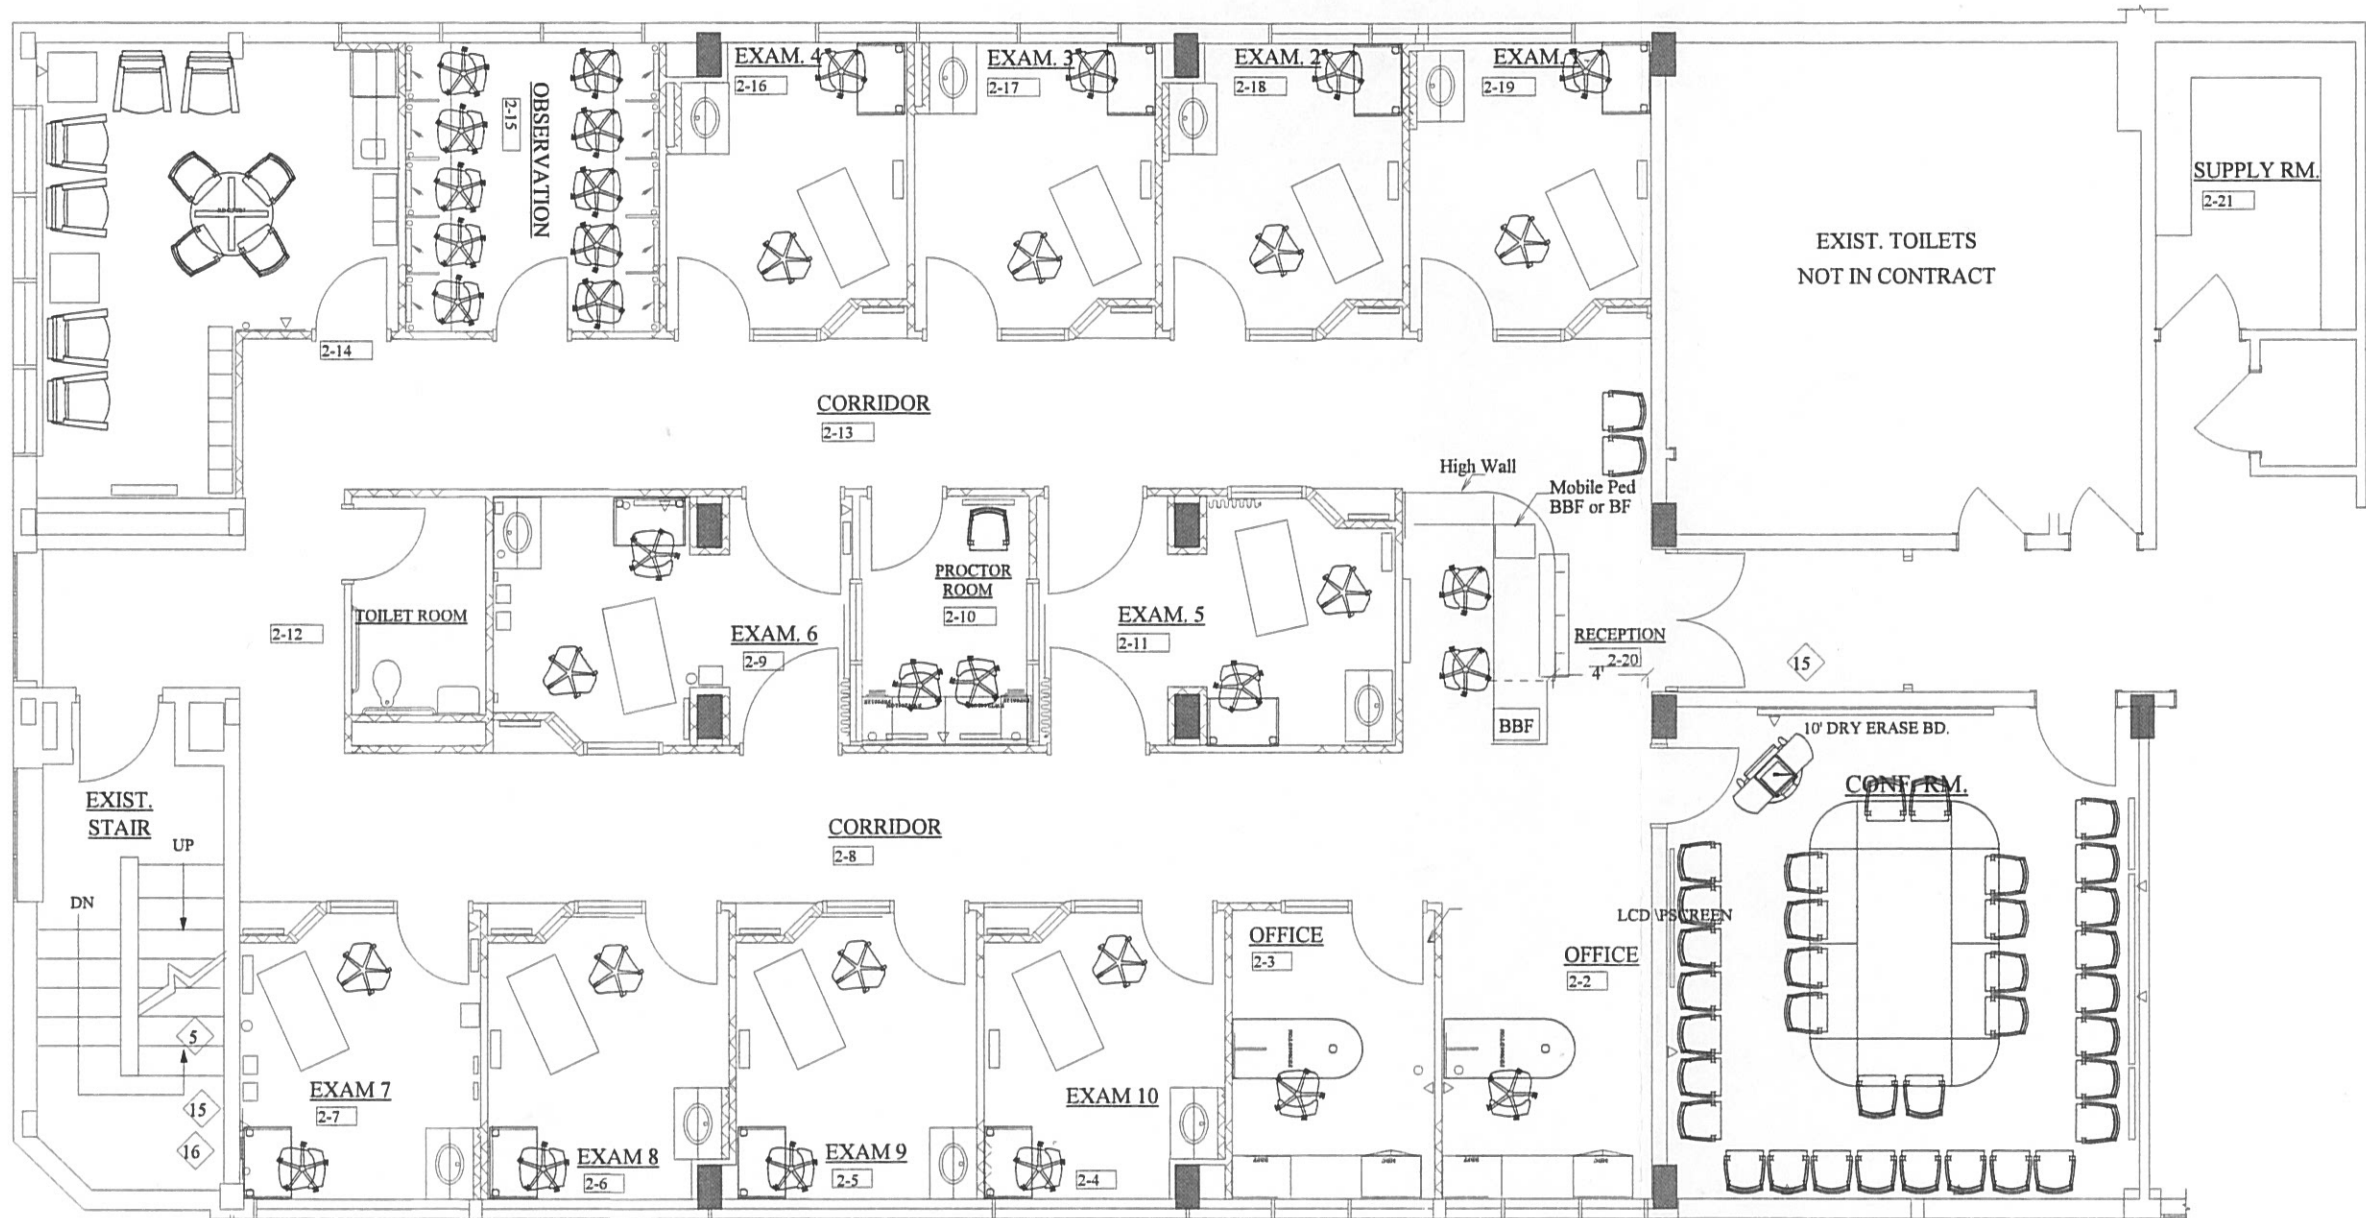 EXAM. 4
2-16
EXAM. 3
2-17
EXAM. 2
2-18
EXAM. 1
2-19
OBSERVATION
2-15
SUPPLY RM.
2-21
EXIST. TOILETS
NOT IN CONTRACT
2-14
CORRIDOR
2-13
High Wall
Mobile Ped
BBF or BF
PROCTOR
ROOM
2-10
TOILET ROOM
2-12
EXAM. 6
2-9
EXAM. 5
2-11
RECEPTION
2-20
4'
15
BBF
10' DRY ERASE BD.
CONF. RM.
EXIST.
STAIR
UP
DN
CORRIDOR
2-8
LCD \PSCREEN
OFFICE
2-3
OFFICE
2-2
5
15
16
EXAM 7
2-7
EXAM 8
2-6
EXAM 9
2-5
EXAM 10
2-4